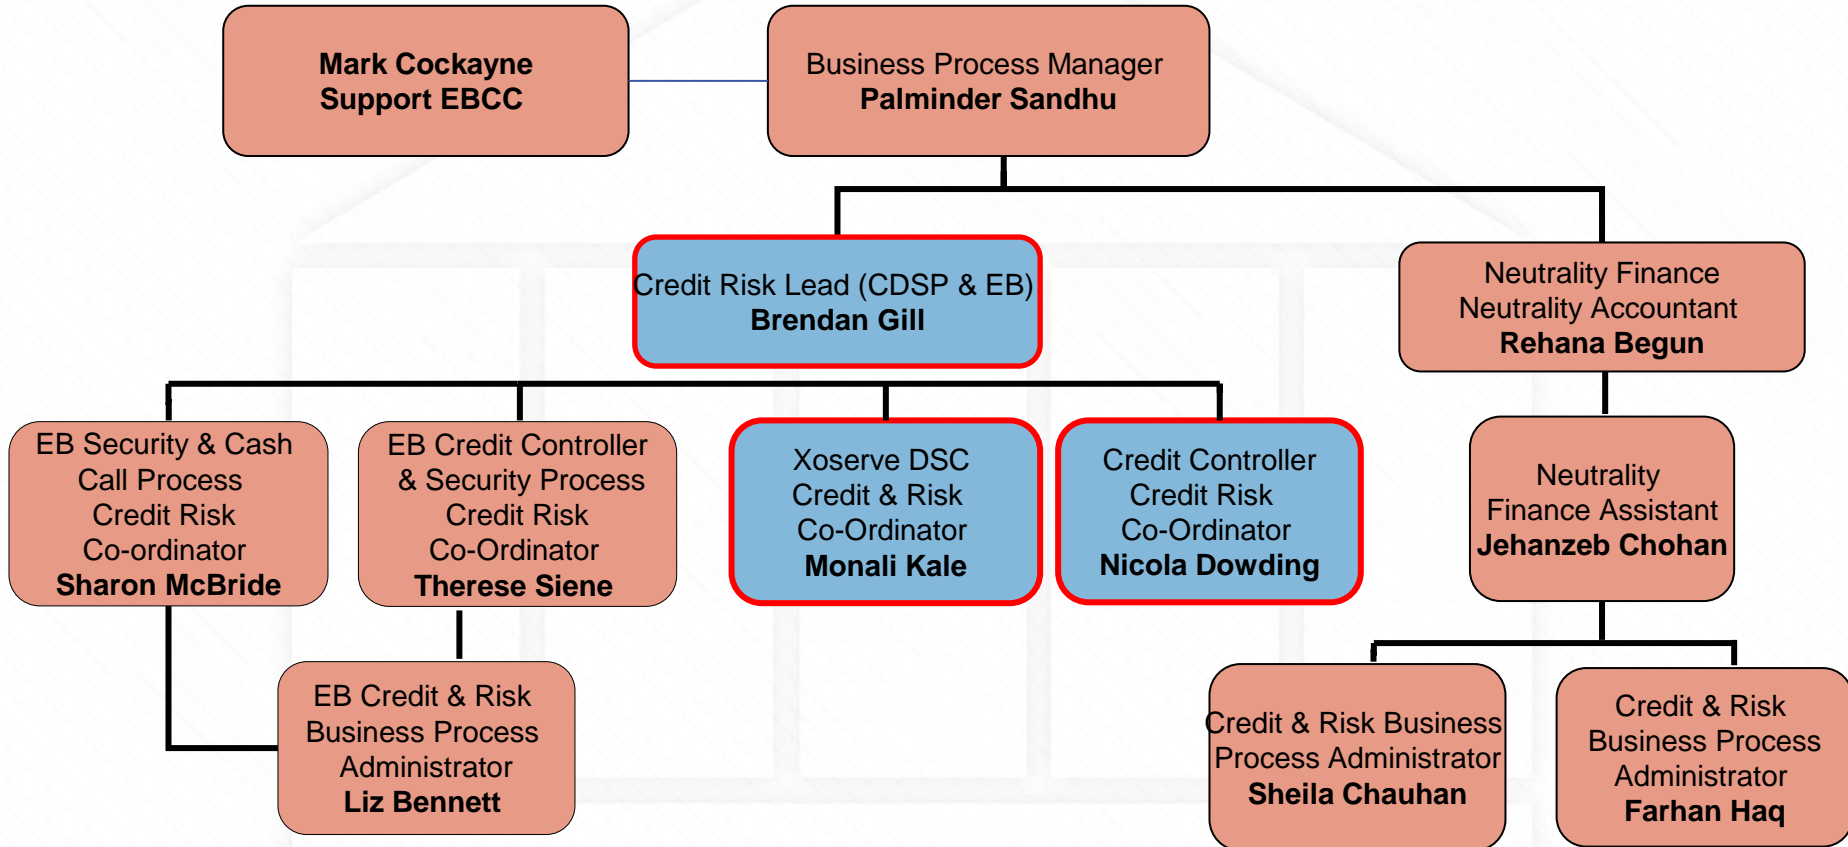 Mark Cockayne
Support EBCC
Business Process Manager
Palminder Sandhu
Credit Risk Lead (CDSP & EB)
Brendan Gill
Neutrality Finance
Neutrality Accountant
Rehana Begun
EB Security & Cash
Call Process
Credit Risk
Co-ordinator
Sharon McBride
EB Credit Controller
& Security Process
Credit Risk
Co-Ordinator
Therese Siene
Xoserve DSC
Credit & Risk
Co-Ordinator
Monali Kale
Credit Controller
Credit Risk
Co-Ordinator
Nicola Dowding
Neutrality
Finance Assistant
Jehanzeb Chohan
EB Credit & Risk
Business Process
Administrator
Liz Bennett
Credit & Risk Business
Process Administrator
Sheila Chauhan
Credit & Risk
Business Process
Administrator
Farhan Haq